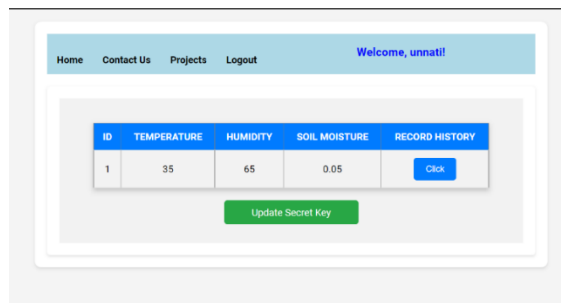 Welcome, unnati!
Home Contact Us Projects Logout
ID TEMPERATURE HUMIDITY SOIL MOISTURE RECORD HISTORY
1 35 65 0.05 Click
Update Secret Key